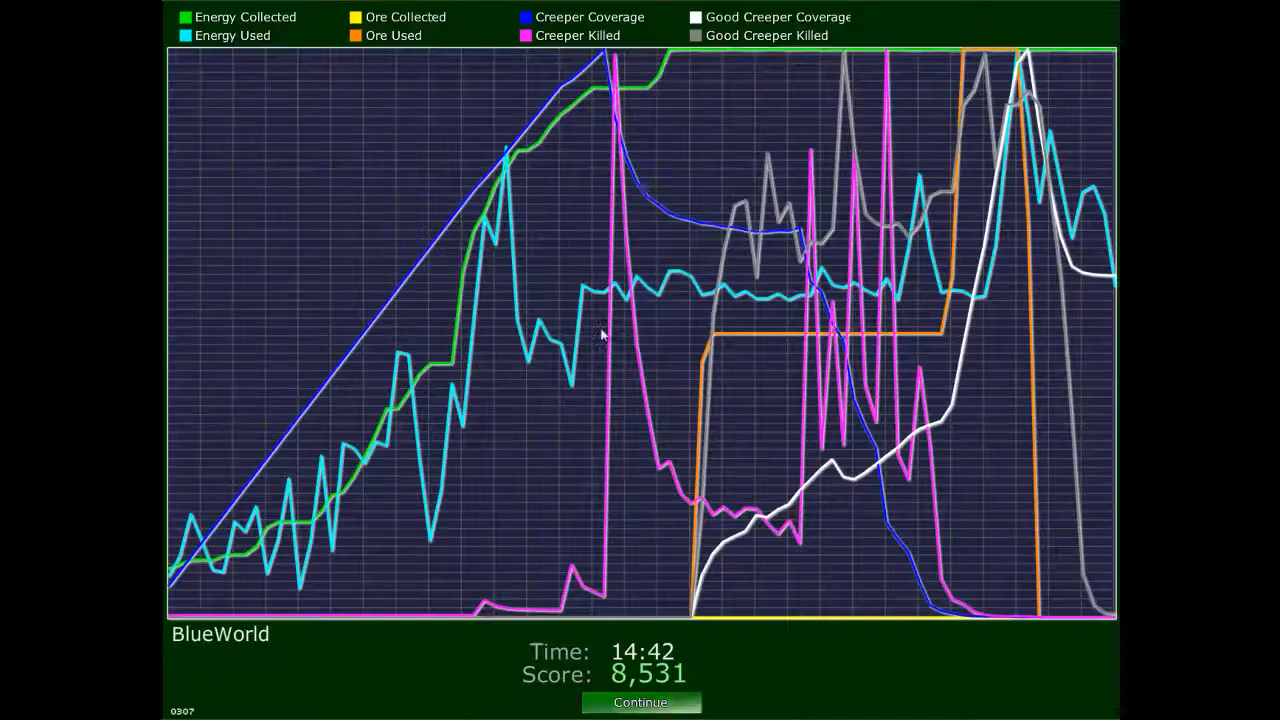 Energy Collected Ore Collected Creeper Coverage Good Creeper Coverage
Energy Used Ore Used Creeper Killed Good Creeper Killed
BlueWorld
Time: 14:42
Score: 8,531
Continue
0307